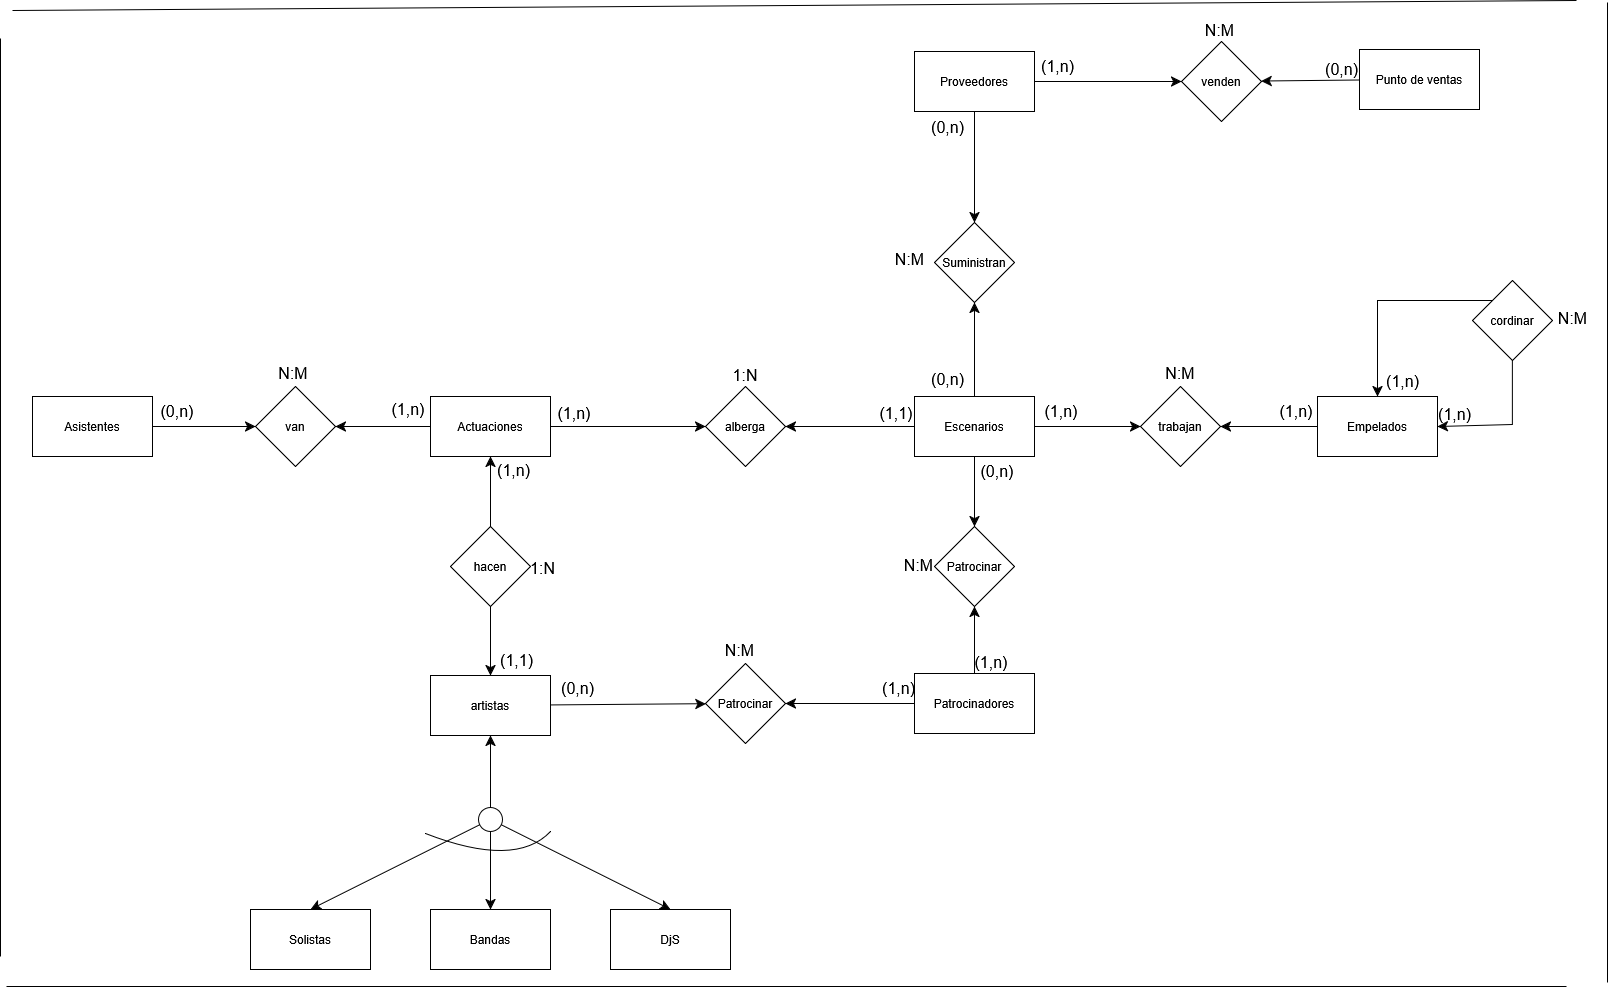 N:M
Proveedores
(1,n)
venden
(0,n)
Punto de ventas
(0,n)
N:M
Suministran
cordinar
N:M
N:M
1:N
(0,n)
N:M
(1,n)
Asistentes
(0,n)
van
(1,n)
Actuaciones
(1,n)
alberga
(1,1)
Escenarios
(1,n)
trabajan
(1,n)
Empelados
(1,n)
(1,n)
(0,n)
hacen
1:N
N:M
Patrocinar
(1,1)
N:M
(1,n)
artistas
(0,n)
Patrocinar
(1,n)
Patrocinadores
Solistas
Bandas
DjS